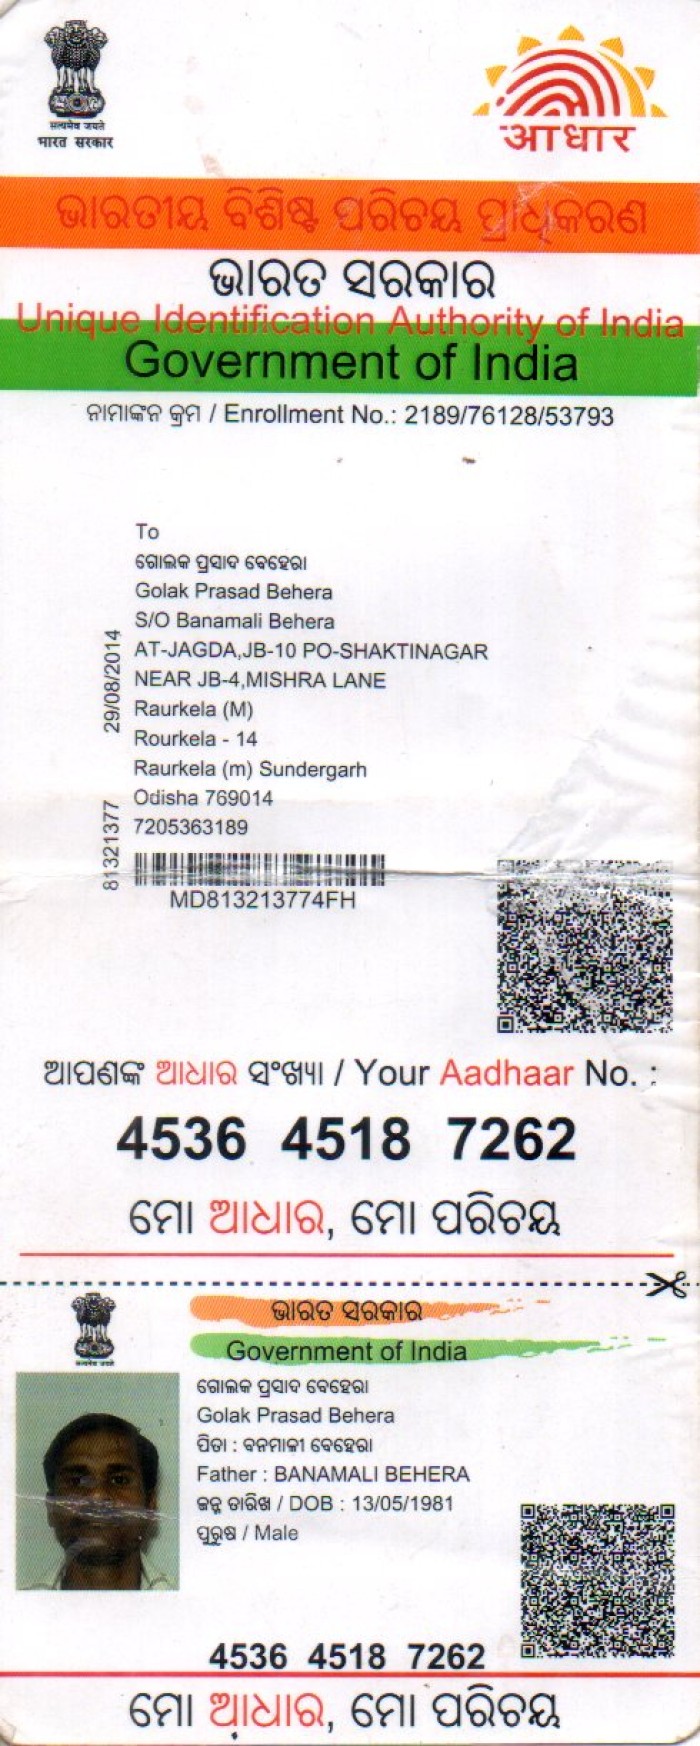 सत्यमेव जयते
भारत सरकार
आधार
ଭାରତୀୟ ବିଶିଷ୍ଟ ପରିଚୟ ପ୍ରାଧିକରଣ
ଭାରତ ସରକାର
Unique Identification Authority of India
Government of India
ନାମାଙ୍କନ କ୍ରମ / Enrollment No.: 2189/76128/53793
To
ଗୋଲକ ପ୍ରସାଦ ବେହେରା
Golak Prasad Behera
S/O Banamali Behera
AT-JAGDA,JB-10 PO-SHAKTINAGAR
NEAR JB-4,MISHRA LANE
Raurkela (M)
Rourkela - 14
Raurkela (m) Sundergarh
Odisha 769014
7205363189
29/08/2014
81321377
MD813213774FH
ଆପଣଙ୍କ ଆଧାର ସଂଖ୍ୟା / Your Aadhaar No. :
4536 4518 7262
ମୋ ଆଧାର, ମୋ ପରିଚୟ
सत्यमेव जयते
ଭାରତ ସରକାର
Government of India
ଗୋଲକ ପ୍ରସାଦ ବେହେରା
Golak Prasad Behera
ପିତା : ବନମାଳୀ ବେହେରା
Father : BANAMALI BEHERA
ଜନ୍ମ ତାରିଖ / DOB : 13/05/1981
ପୁରୁଷ / Male
4536 4518 7262
ମୋ ଆଧାର, ମୋ ପରିଚୟ